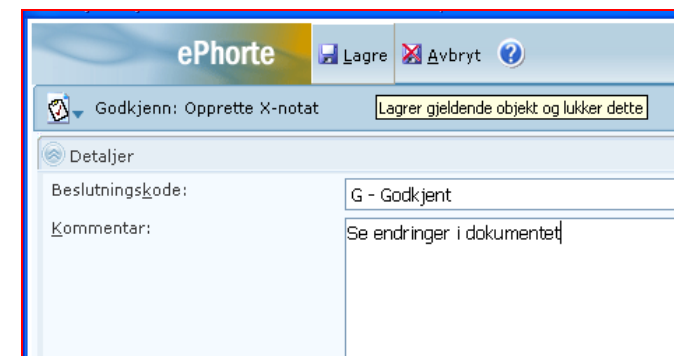 ePhorte Lagre Avbryt ?
Godkjenn: Opprette X-notat Lagrer gjeldende objekt og lukker dette
Detaljer
Beslutningskode: G - Godkjent
Kommentar: Se endringer i dokumentet